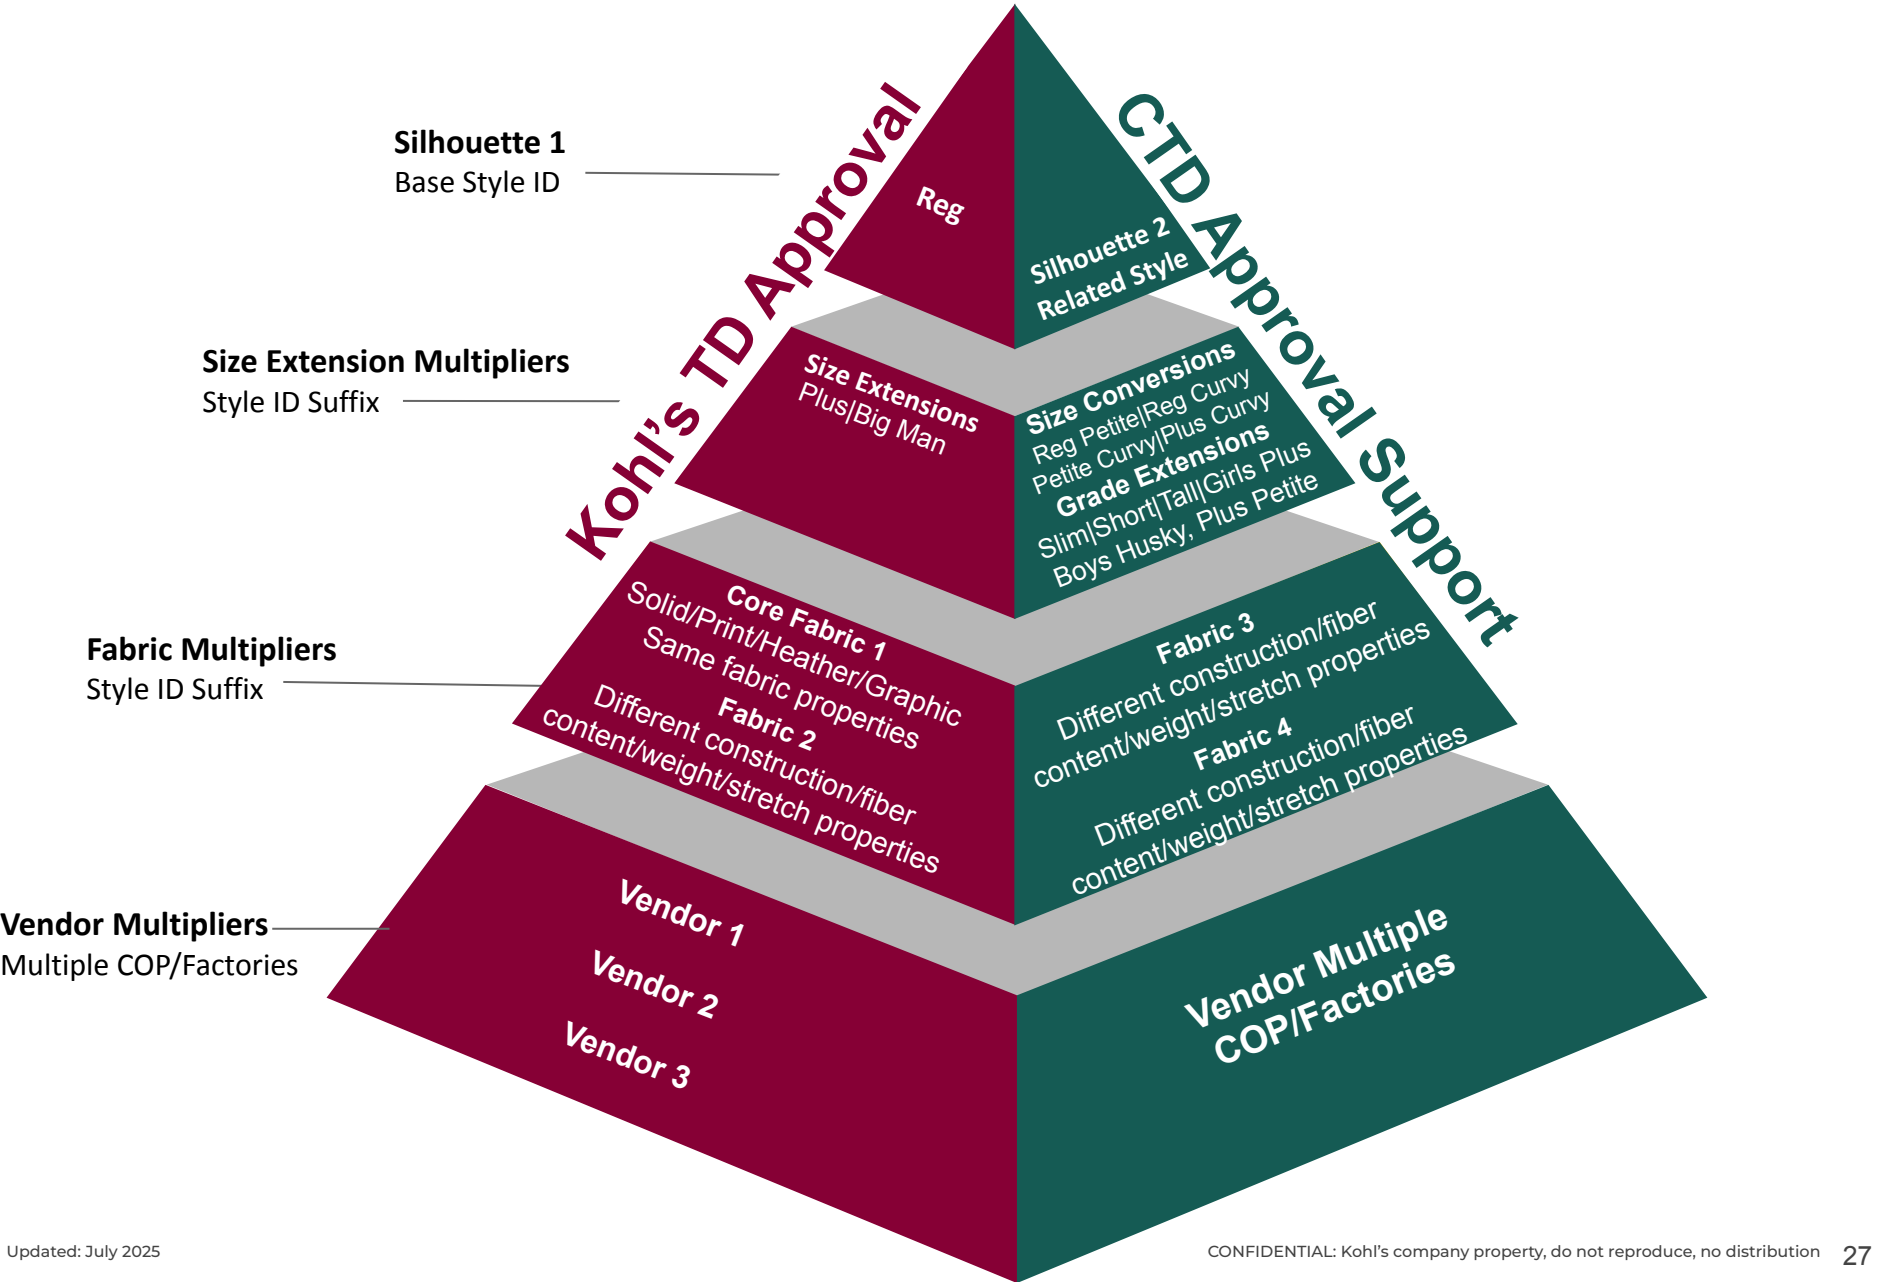 Kohl's TD Approval
CTD Approval Support
Silhouette 1
Base Style ID
Reg
Silhouette 2
Related Style
Size Extension Multipliers
Style ID Suffix
Size Extensions
Plus|Big Man
Size Conversions
Reg Petite|Reg Curvy
Petite Curvy|Plus Curvy
Grade Extensions
Slim|Short|Tall|Girls Plus
Boys Husky, Plus Petite
Fabric Multipliers
Style ID Suffix
Core Fabric 1
Solid/Print/Heather/Graphic
Same fabric properties
Fabric 2
Different construction/fiber
content/weight/stretch properties
Fabric 3
Different construction/fiber
content/weight/stretch properties
Fabric 4
Different construction/fiber
content/weight/stretch properties
Vendor Multipliers
Multiple COP/Factories
Vendor 1
Vendor 2
Vendor 3
Vendor Multiple
COP/Factories
Updated: July 2025
CONFIDENTIAL: Kohl's company property, do not reproduce, no distribution 27